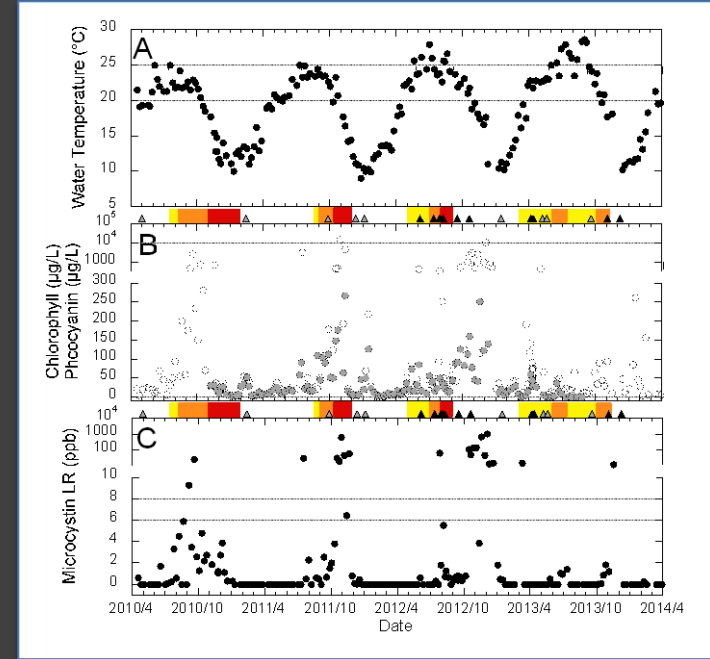 A
Water Temperature (°C)
30
25
20
15
10
5
B
Chlorophyll (µg/L)
Phcocyanin (µg/L)
10⁵
10⁴
1000
300
250
200
150
100
50
0
C
Microcystin LR (ppb)
10⁴
1000
100
10
8
6
4
2
0
2010/4 2010/10 2011/4 2011/10 2012/4 2012/10 2013/4 2013/10 2014/4
Date